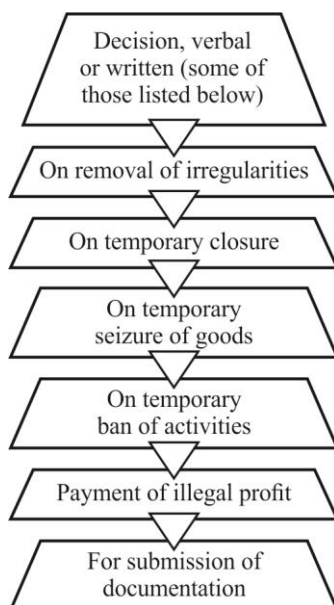 Decision, verbal
or written (some of
those listed below)
On removal of irregularities
On temporary closure
On temporary
seizure of goods
On temporary
ban of activities
Payment of illegal profit
For submission of
documentation